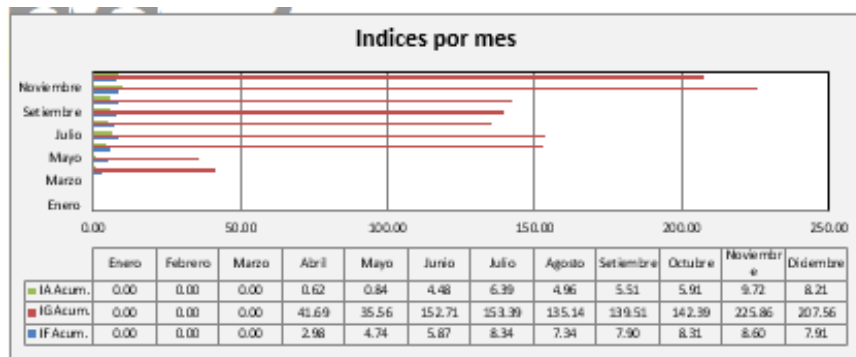 Indices por mes
Noviembre
Setiembre
Julio
Mayo
Marzo
Enero
0.00 50.00 100.00 150.00 200.00 250.00
Enero Febrero Marzo Abril Mayo Junio Julio Agosto Setiembre Octubre Noviembre Diciembre
IA Acum. 0.00 0.00 0.00 0.62 0.84 4.48 6.39 4.96 5.51 5.91 9.72 8.21
IG Acum. 0.00 0.00 0.00 41.69 35.56 152.71 153.39 135.14 139.51 142.39 225.86 207.56
IF Acum. 0.00 0.00 0.00 2.98 4.74 5.87 8.34 7.34 7.90 8.31 8.60 7.91